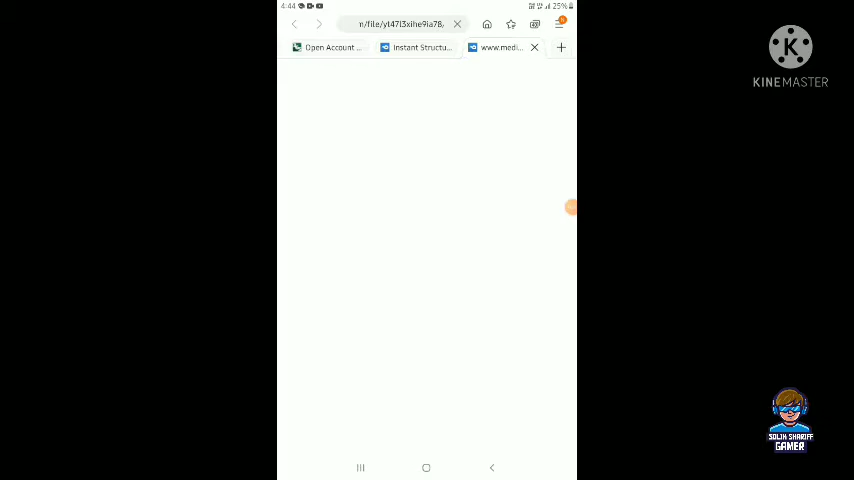 4:44 25%
n/file/yt47l3xihe9ia78,
Open Account ... Instant Structu... www.medi...
KINEMASTER
SOLIH SHARIFF
GAMER